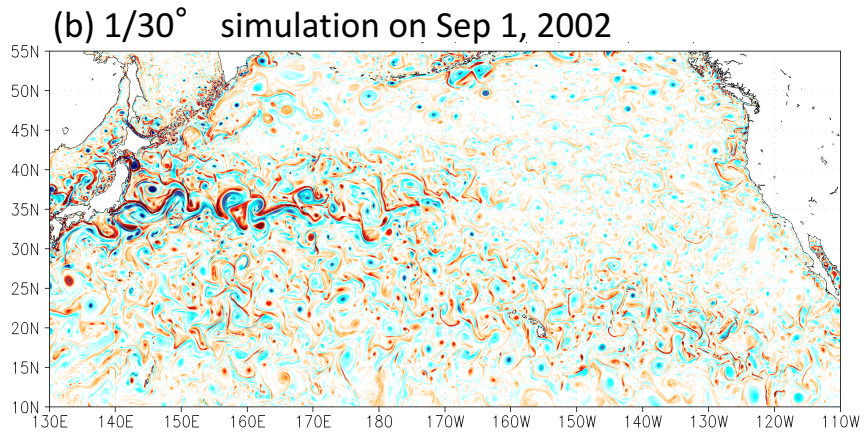 (b) 1/30° simulation on Sep 1, 2002
55N
50N
45N
40N
35N
30N
25N
20N
15N
10N
130E 140E 150E 160E 170E 180 170W 160W 150W 140W 130W 120W 110W